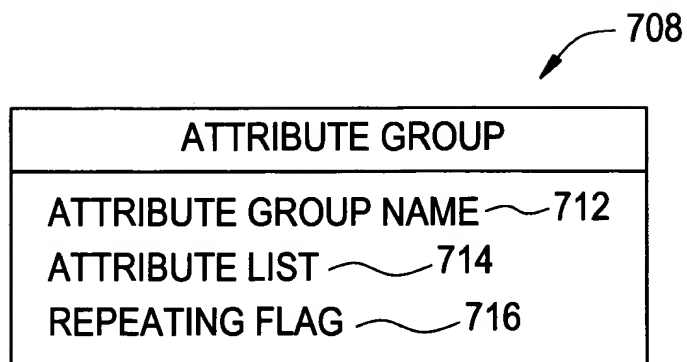 708
ATTRIBUTE GROUP
ATTRIBUTE GROUP NAME 712
ATTRIBUTE LIST 714
REPEATING FLAG 716